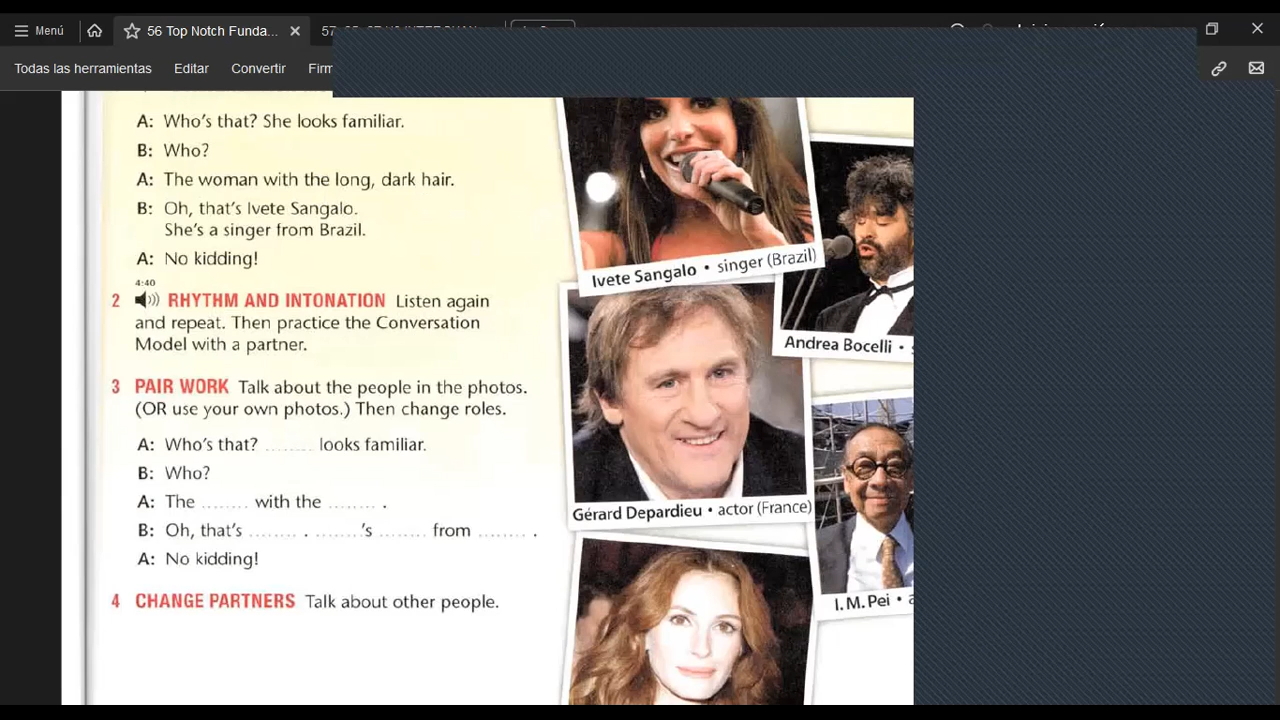 Menú
56 Top Notch Funda...
Todas las herramientas
Editar
Convertir
A: Who's that? She looks familiar.
B: Who?
A: The woman with the long, dark hair.
B: Oh, that's Ivete Sangalo.
She's a singer from Brazil.
A: No kidding!
4:40
2 RHYTHM AND INTONATION Listen again
and repeat. Then practice the Conversation
Model with a partner.
3 PAIR WORK Talk about the people in the photos.
(OR use your own photos.) Then change roles.
A: Who's that? ........ looks familiar.
B: Who?
A: The ........ with the ........ .
B: Oh, that's ........ . ........'s ........ from ........ .
A: No kidding!
4 CHANGE PARTNERS Talk about other people.
Ivete Sangalo • singer (Brazil)
Andrea Bocelli •
Gérard Depardieu • actor (France)
I.M. Pei •